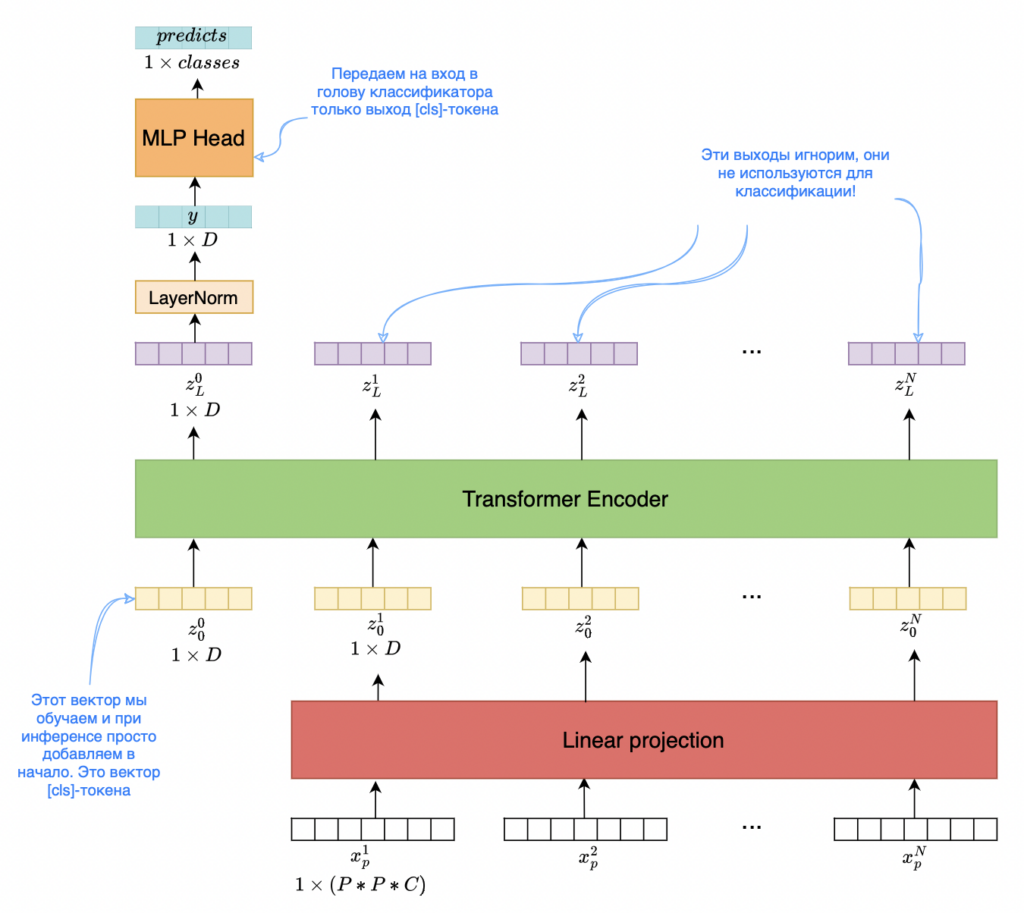 predicts
1 × classes
Передаем на вход в
голову классификатора
только выход [cls]-токена
MLP Head
Эти выходы игнорим, они
не используются для
классификации!
y
1 × D
LayerNorm
...
z_L^0
z_L^1
z_L^2
z_L^N
1 × D
Transformer Encoder
...
z_0^0
z_0^1
z_0^2
z_0^N
1 × D
1 × D
Этот вектор мы
обучаем и при
инференсе просто
добавляем в
начало. Это вектор
[cls]-токена
Linear projection
...
x_p^1
x_p^2
x_p^N
1 × (P * P * C)